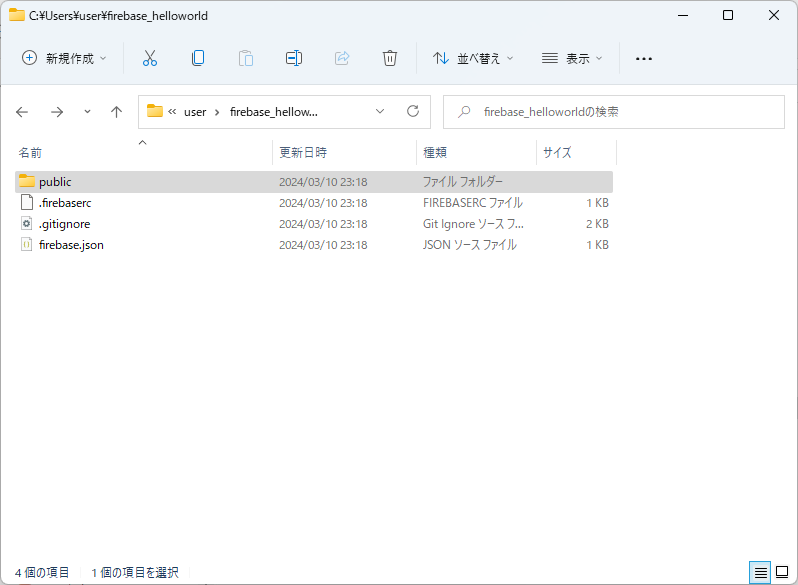 C:¥Users¥user¥firebase_helloworld
新規作成
並べ替え
表示
«
user
firebase_hellow...
firebase_helloworldの検索
名前 更新日時 種類 サイズ
public 2024/03/10 23:18 ファイル フォルダー
.firebaserc 2024/03/10 23:18 FIREBASERC ファイル 1 KB
.gitignore 2024/03/10 23:18 Git Ignore ソース フ... 2 KB
firebase.json 2024/03/10 23:18 JSON ソース ファイル 1 KB
4 個の項目 1 個の項目を選択